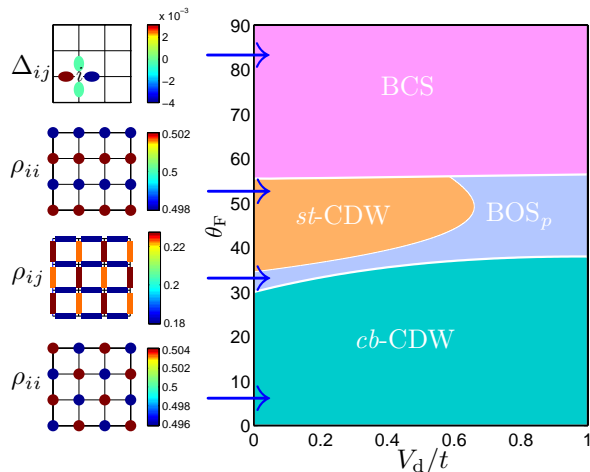 x 10⁻³
2
0
−2
−4
Δij
i
ρii
0.502
0.5
0.498
ρij
0.22
0.2
0.18
ρii
0.504
0.502
0.5
0.498
0.496
90
80
70
60
50
40
30
20
10
0
θF
BCS
st-CDW
BOSp
cb-CDW
0 0.2 0.4 0.6 0.8 1
Vd/t